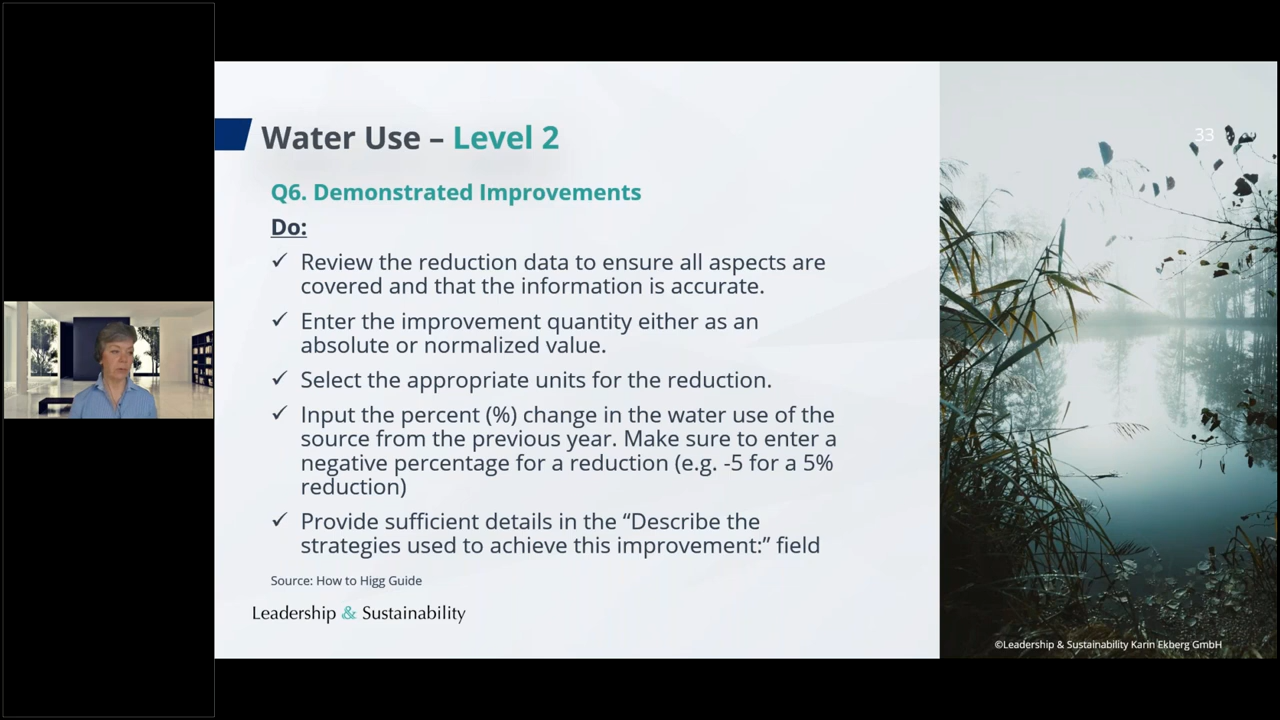 33
Water Use – Level 2
Q6. Demonstrated Improvements
Do:
✓ Review the reduction data to ensure all aspects are
covered and that the information is accurate.
✓ Enter the improvement quantity either as an
absolute or normalized value.
✓ Select the appropriate units for the reduction.
✓ Input the percent (%) change in the water use of the
source from the previous year. Make sure to enter a
negative percentage for a reduction (e.g. -5 for a 5%
reduction)
✓ Provide sufficient details in the “Describe the
strategies used to achieve this improvement:” field
Source: How to Higg Guide
Leadership & Sustainability
©Leadership & Sustainability Karin Ekberg GmbH